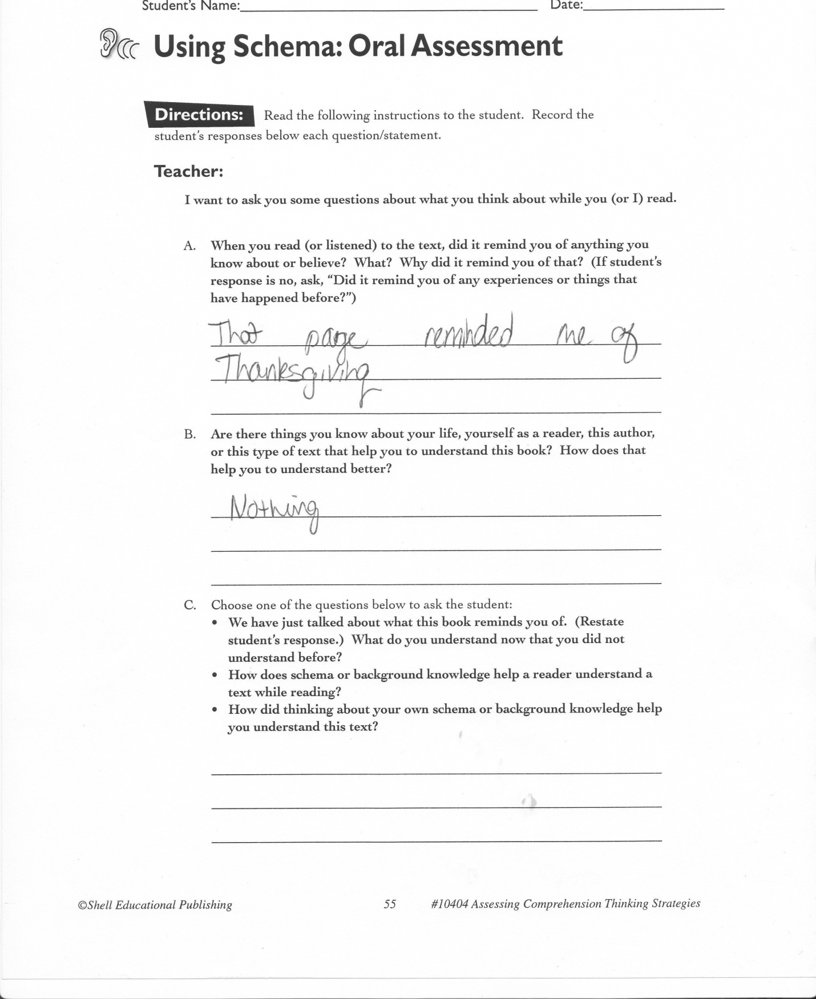 Student's Name: Date:
Using Schema: Oral Assessment
Directions: Read the following instructions to the student. Record the
student's responses below each question/statement.
Teacher:
I want to ask you some questions about what you think about while you (or I) read.
A. When you read (or listened) to the text, did it remind you of anything you
know about or believe? What? Why did it remind you of that? (If student's
response is no, ask, “Did it remind you of any experiences or things that
have happened before?”)
That page reminded me of
Thanksgiving
B. Are there things you know about your life, yourself as a reader, this author,
or this type of text that help you to understand this book? How does that
help you to understand better?
Nothing
C. Choose one of the questions below to ask the student:
• We have just talked about what this book reminds you of. (Restate
student's response.) What do you understand now that you did not
understand before?
• How does schema or background knowledge help a reader understand a
text while reading?
• How did thinking about your own schema or background knowledge help
you understand this text?
©Shell Educational Publishing 55 #10404 Assessing Comprehension Thinking Strategies